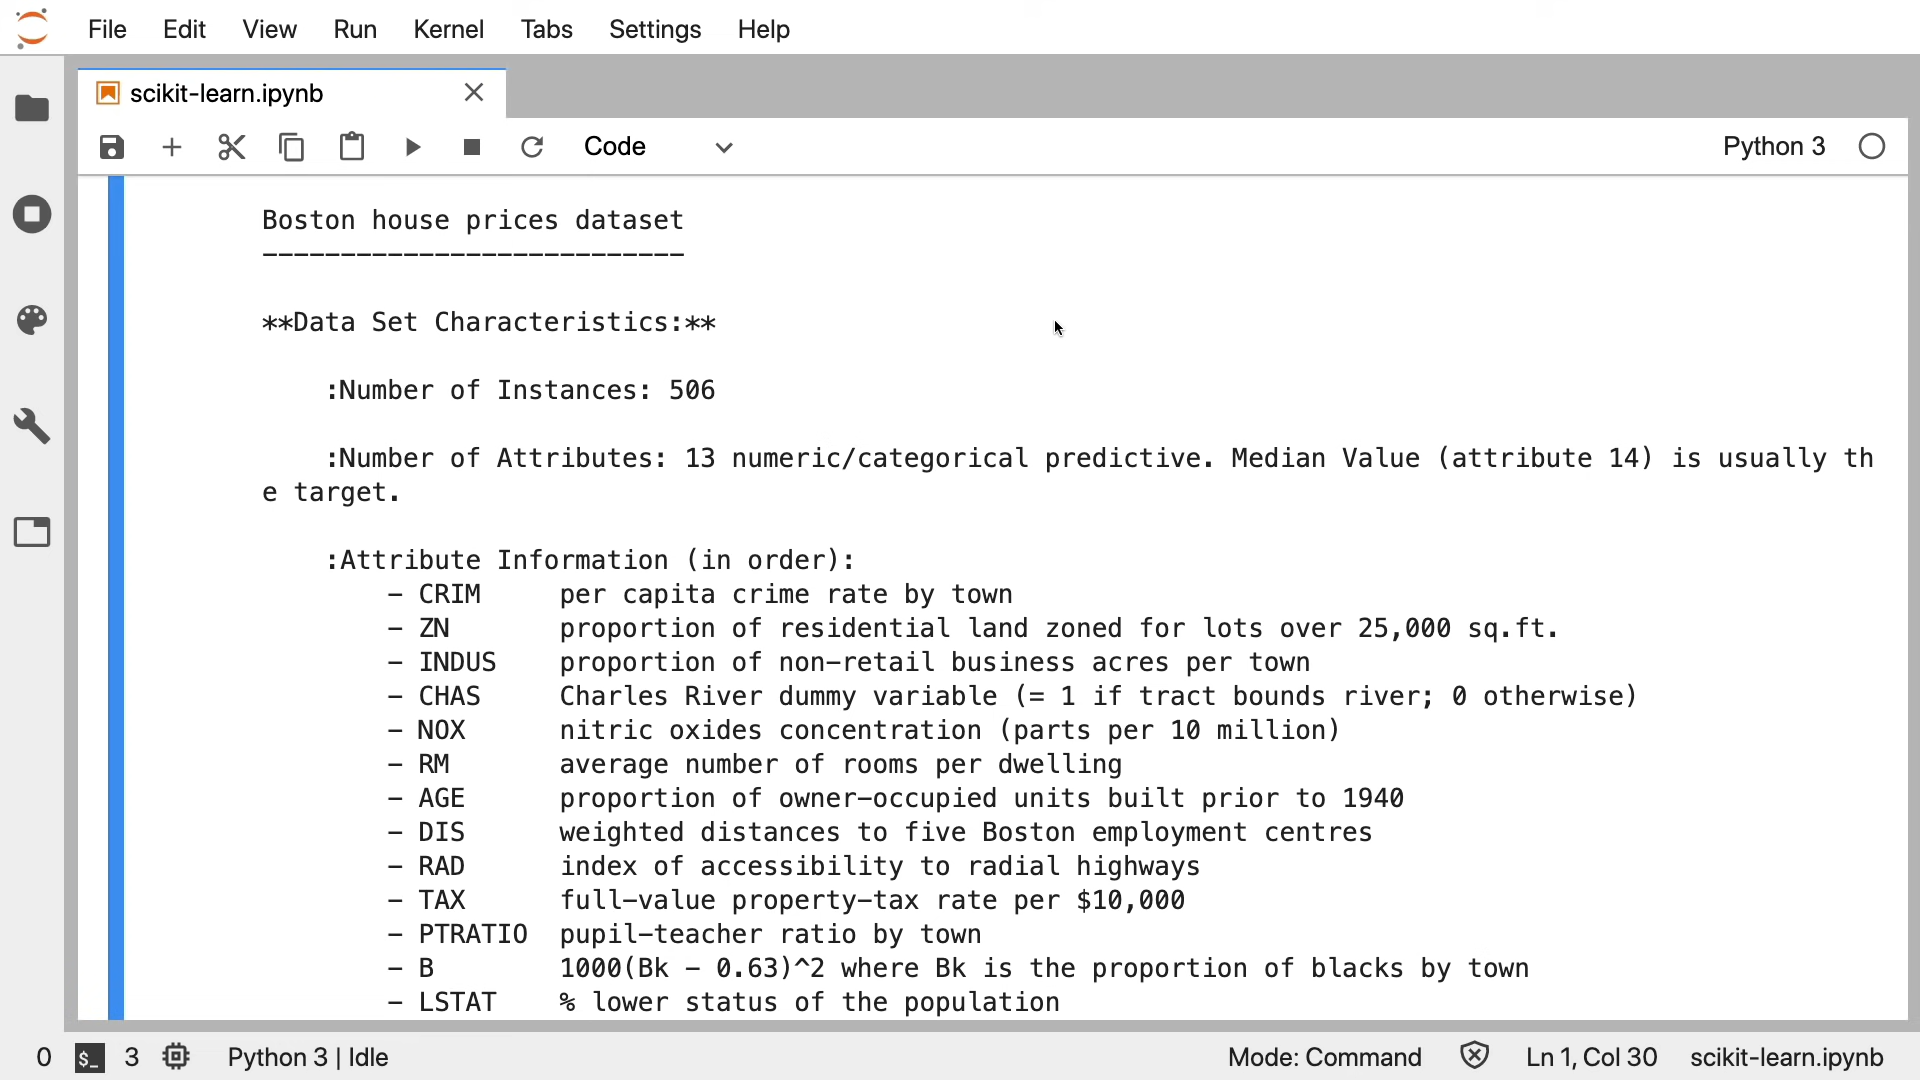 File Edit View Run Kernel Tabs Settings Help
scikit-learn.ipynb
Code
Python 3
Boston house prices dataset
---------------------------
**Data Set Characteristics:**
:Number of Instances: 506
:Number of Attributes: 13 numeric/categorical predictive. Median Value (attribute 14) is usually th
e target.
:Attribute Information (in order):
- CRIM per capita crime rate by town
- ZN proportion of residential land zoned for lots over 25,000 sq.ft.
- INDUS proportion of non-retail business acres per town
- CHAS Charles River dummy variable (= 1 if tract bounds river; 0 otherwise)
- NOX nitric oxides concentration (parts per 10 million)
- RM average number of rooms per dwelling
- AGE proportion of owner-occupied units built prior to 1940
- DIS weighted distances to five Boston employment centres
- RAD index of accessibility to radial highways
- TAX full-value property-tax rate per $10,000
- PTRATIO pupil-teacher ratio by town
- B 1000(Bk - 0.63)^2 where Bk is the proportion of blacks by town
- LSTAT % lower status of the population
0 $_ 3 Python 3 | Idle Mode: Command Ln 1, Col 30 scikit-learn.ipynb